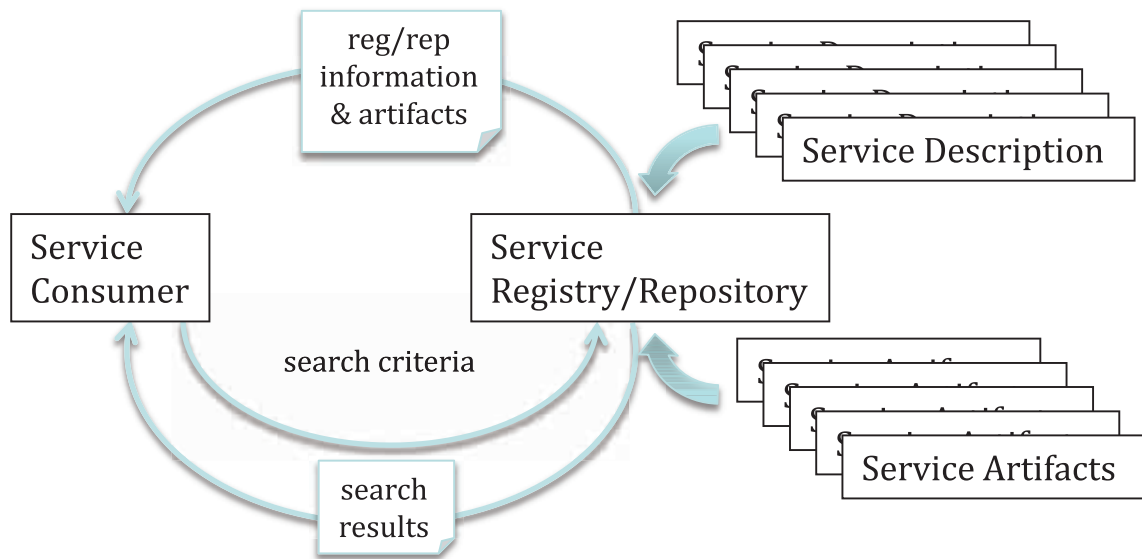 reg/rep
information
& artifacts
Service Description
Service
Consumer
Service
Registry/Repository
search criteria
Service Artifacts
search
results